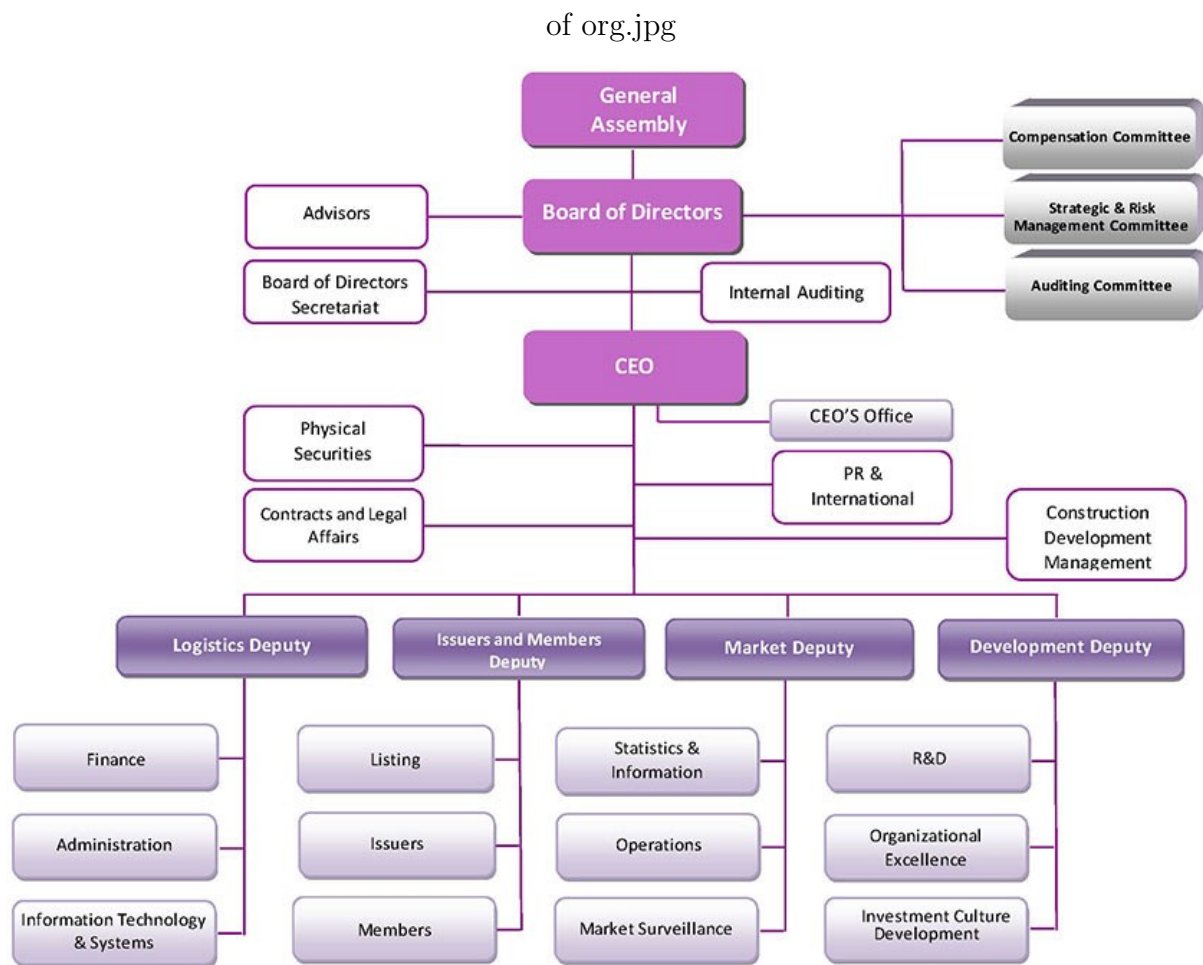 of org.jpg
General
Assembly
Compensation Committee
Advisors
Board of Directors
Strategic & Risk
Management Committee
Board of Directors
Secretariat
Internal Auditing
Auditing Committee
CEO
CEO'S Office
Physical
Securities
PR &
International
Contracts and Legal
Affairs
Construction
Development
Management
Logistics Deputy
Issuers and Members
Deputy
Market Deputy
Development Deputy
Finance
Listing
Statistics &
Information
R&D
Administration
Issuers
Operations
Organizational
Excellence
Information Technology
& Systems
Members
Market Surveillance
Investment Culture
Development